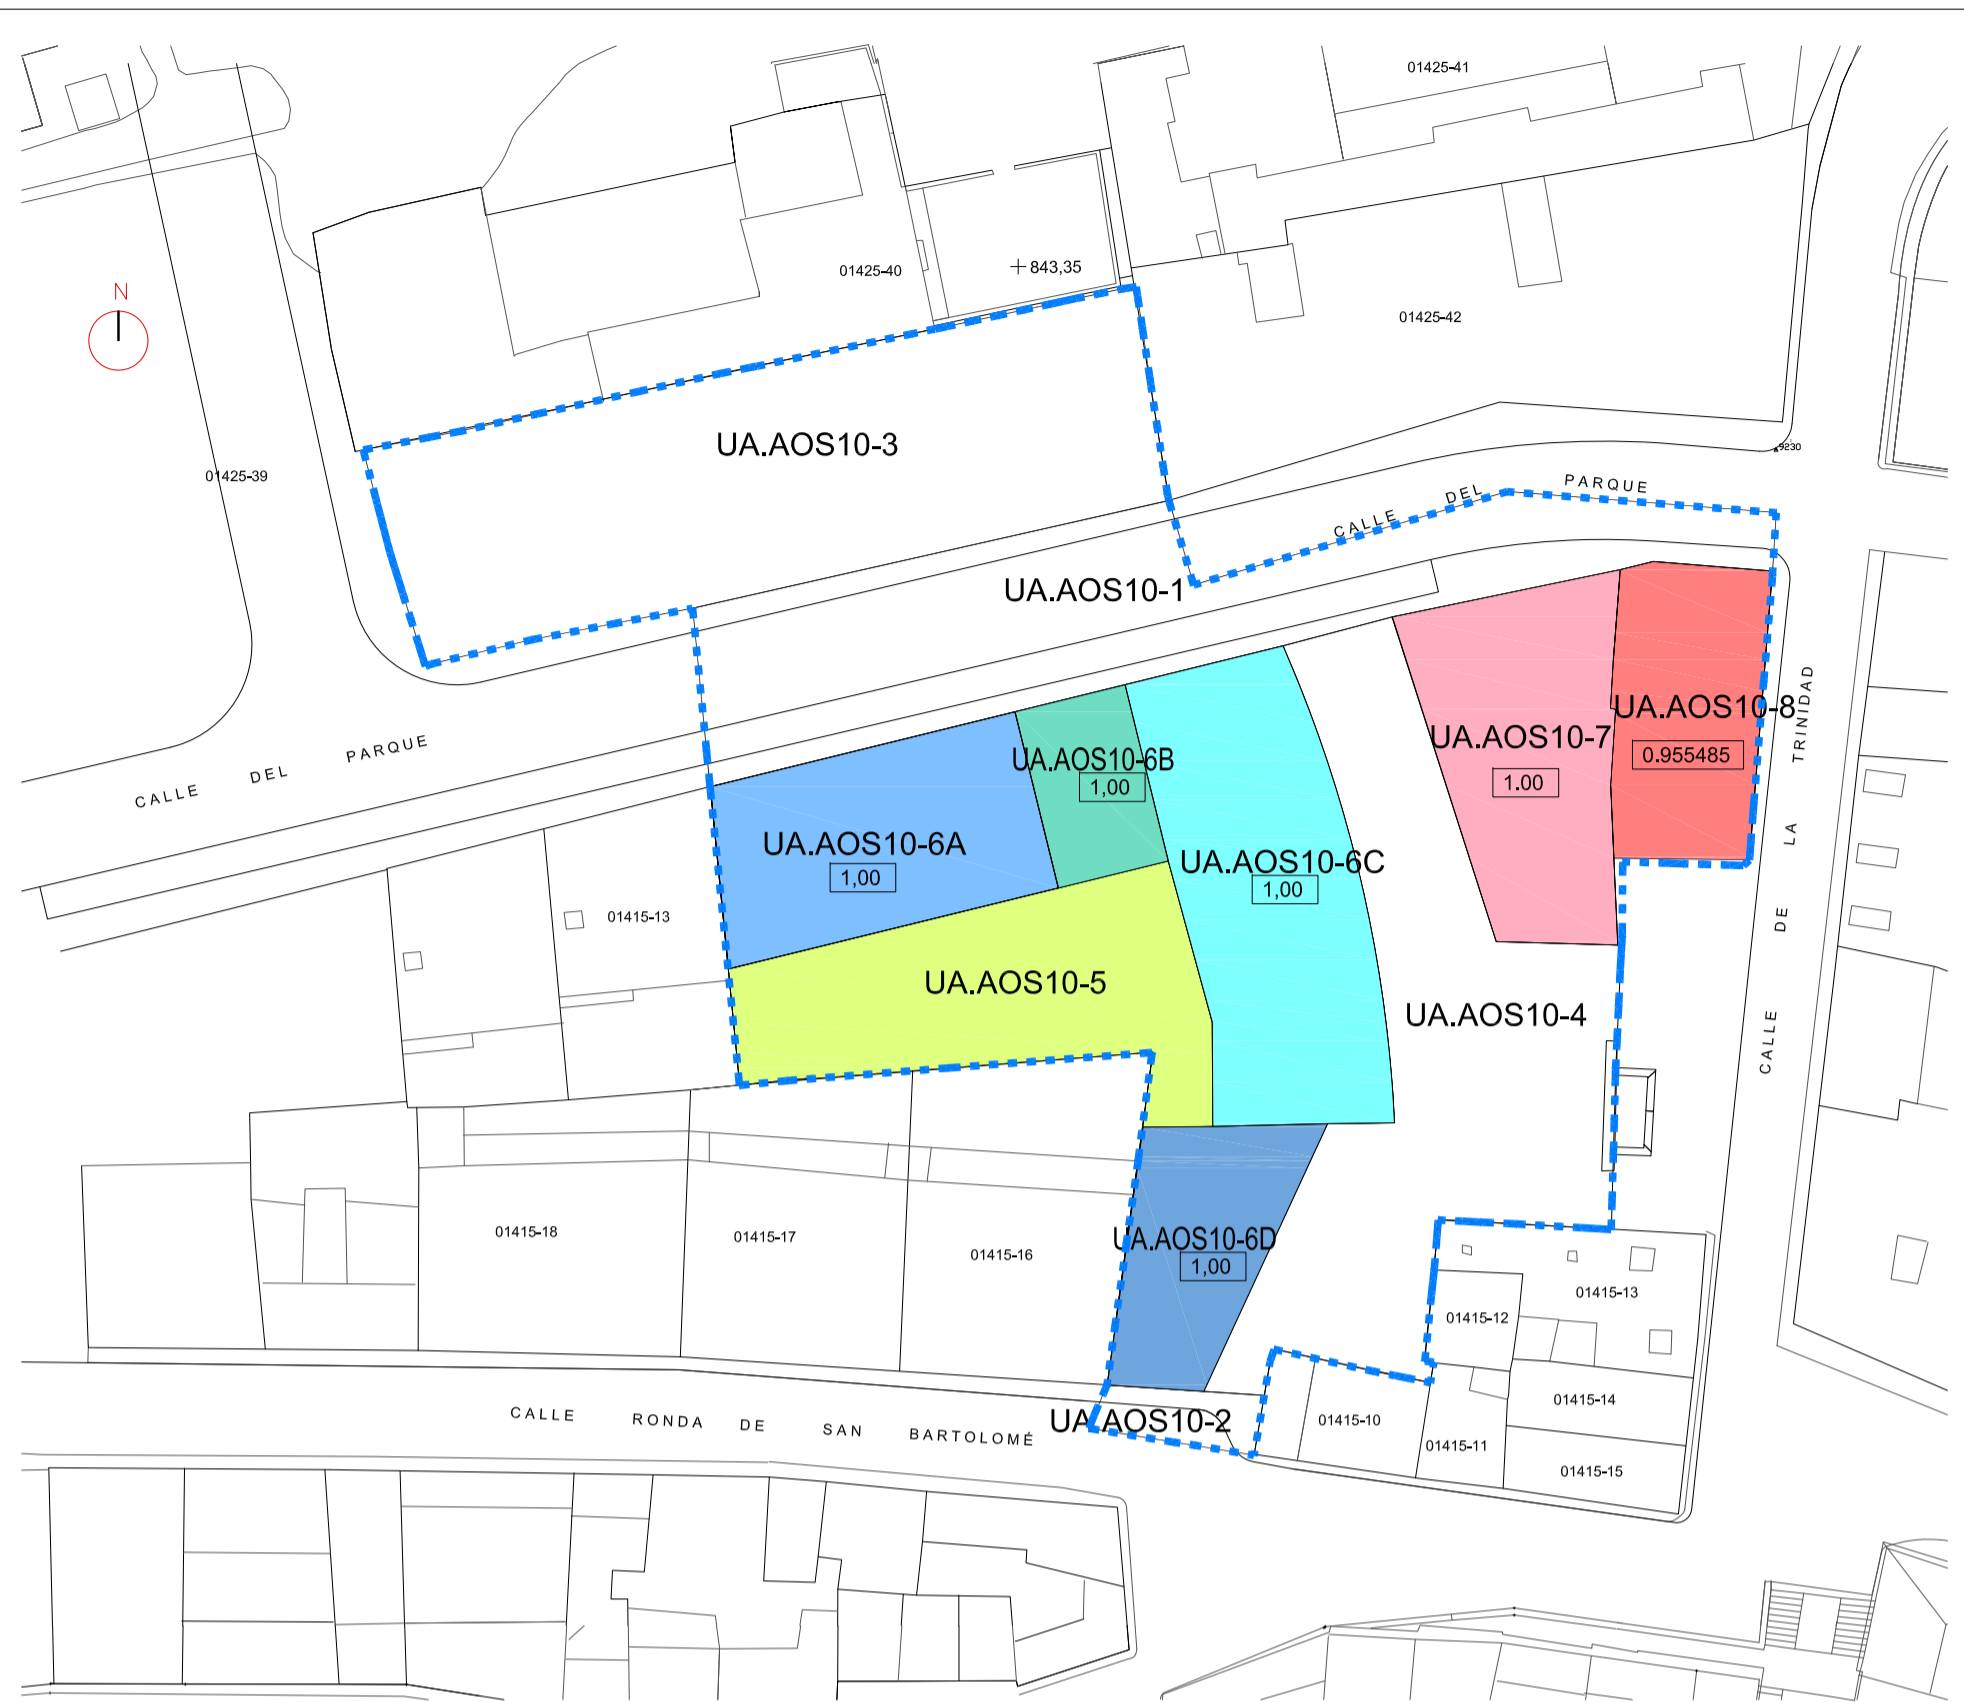 01425-41
01425-40
843,35
N
01425-42
UA.AOS10-3
01425-39
9230
CALLE DEL PARQUE
UA.AOS10-1
UA.AOS10-8
0.955485
UA.AOS10-7
1.00
CALLE DEL PARQUE
UA.AOS10-6B
1,00
UA.AOS10-6A
1,00
UA.AOS10-6C
1,00
CALLE DE LA TRINIDAD
01415-13
UA.AOS10-5
UA.AOS10-4
01415-18
01415-17
01415-16
UA.AOS10-6D
1,00
01415-13
01415-12
01415-14
01415-10
01415-11
01415-15
UA.AOS10-2
CALLE RONDA DE SAN BARTOLOMÉ